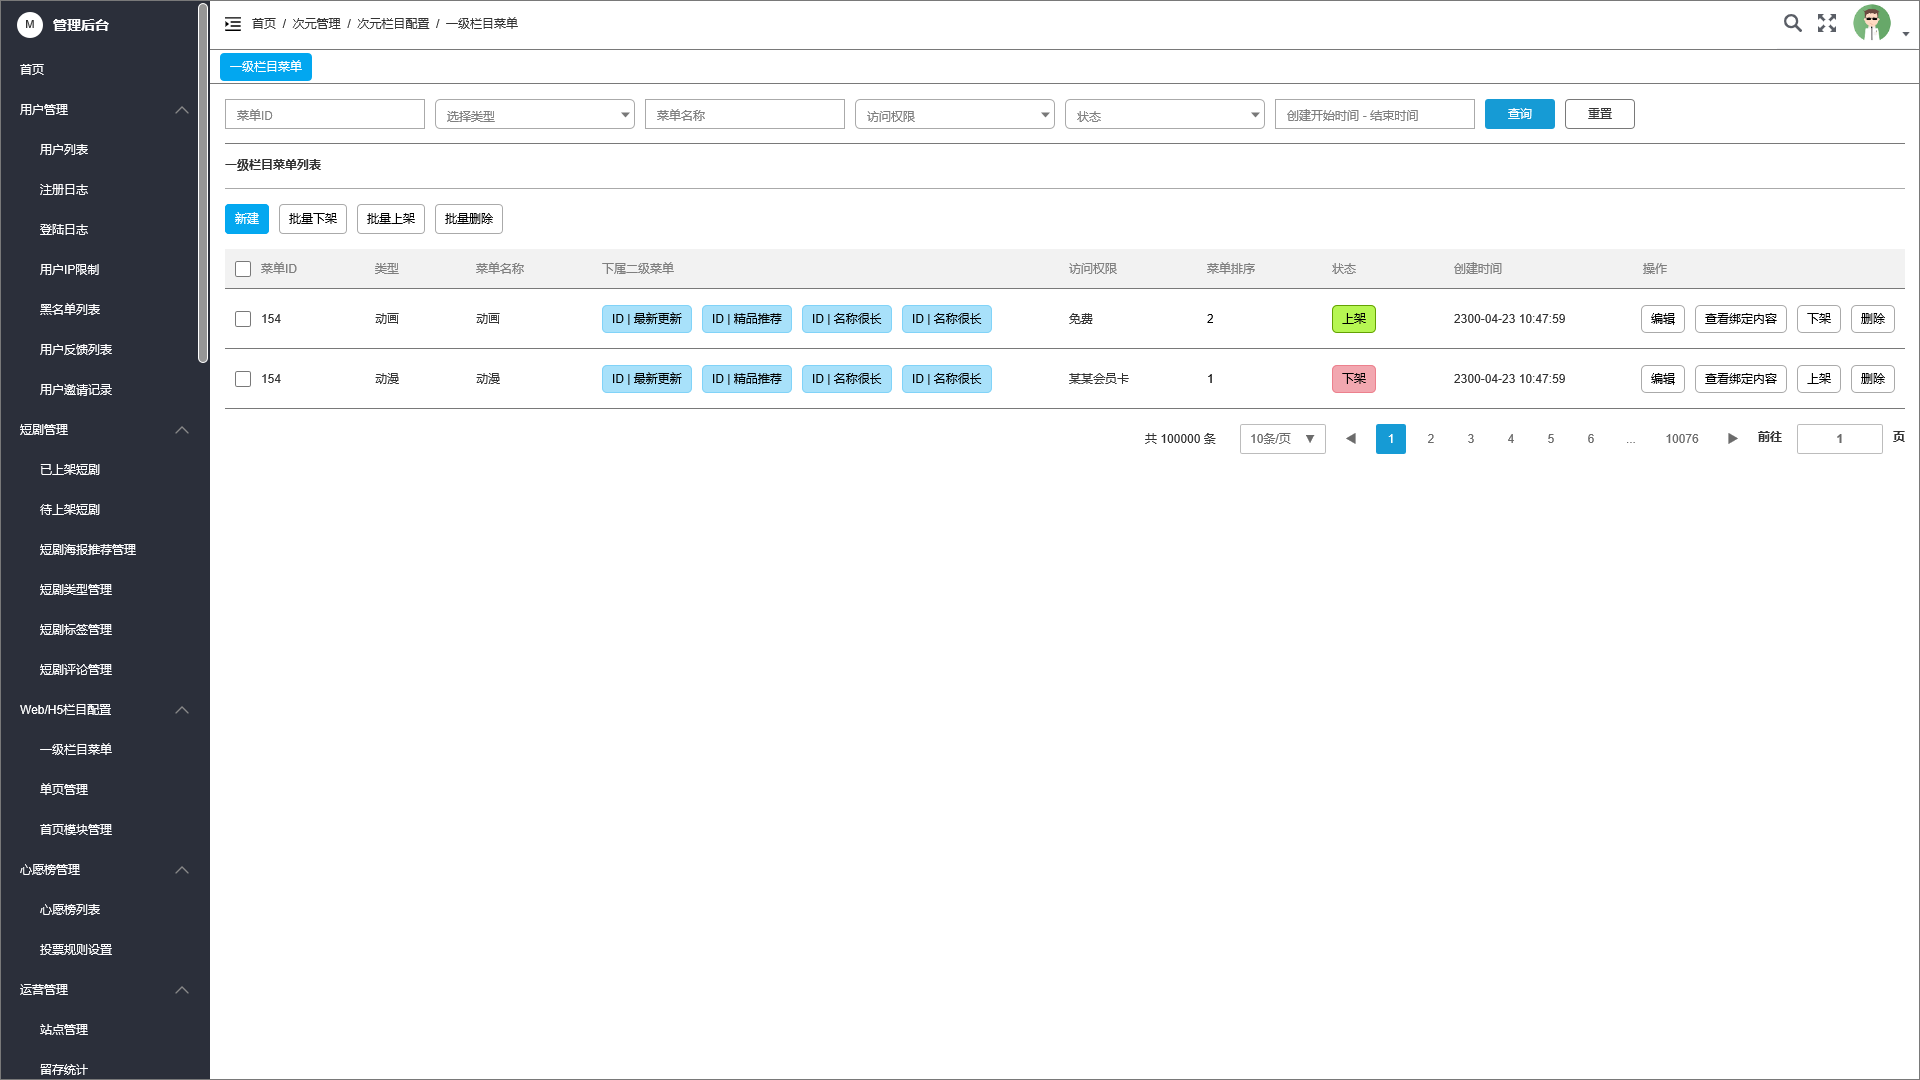 M 管理后台
首页
用户管理
用户列表
注册日志
登陆日志
用户IP限制
黑名单列表
用户反馈列表
用户邀请记录
短剧管理
已上架短剧
待上架短剧
短剧海报推荐管理
短剧类型管理
短剧标签管理
短剧评论管理
Web/H5栏目配置
一级栏目菜单
单页管理
首页模块管理
心愿榜管理
心愿榜列表
投票规则设置
运营管理
站点管理
留存统计
首页 / 次元管理 / 次元栏目配置 / 一级栏目菜单
一级栏目菜单
菜单ID 选择类型 菜单名称 访问权限 状态 创建开始时间 - 结束时间 查询 重置
一级栏目菜单列表
新建 批量下架 批量上架 批量删除
菜单ID 类型 菜单名称 下属二级菜单 访问权限 菜单排序 状态 创建时间 操作
154 动画 动画 ID | 最新更新 ID | 精品推荐 ID | 名称很长 ID | 名称很长 免费 2 上架 2300-04-23 10:47:59 编辑 查看绑定内容 下架 删除
154 动漫 动漫 ID | 最新更新 ID | 精品推荐 ID | 名称很长 ID | 名称很长 某某会员卡 1 下架 2300-04-23 10:47:59 编辑 查看绑定内容 上架 删除
共 100000 条 10条/页 1 2 3 4 5 6 ... 10076 前往 1 页